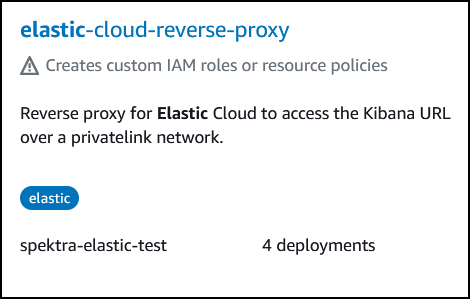 elastic-cloud-reverse-proxy
Creates custom IAM roles or resource policies
Reverse proxy for Elastic Cloud to access the Kibana URL
over a privatelink network.
elastic
spektra-elastic-test 4 deployments